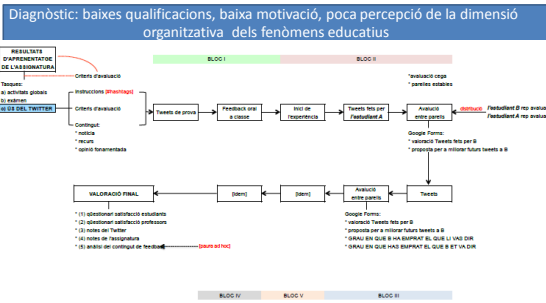 Diagnòstic: baixes qualificacions, baixa motivació, poca percepció de la dimensió
organitzativa dels fenòmens educatius
RESULTATS
D'APRENENTATGE
DE L'ASSIGNATURA
BLOC I
BLOC II
Criteris d'avaluació
*avaluació cega
* parelles estables
Tasques:
a) activitats globals
b) exàmen
c) ÚS DEL TWITTER
Instruccions [#hashtags]
Criteris d'avaluació
Contingut:
* notícia
* recurs
* opinió fonamentada
Tweets de prova
Feedback oral
a classe
Inici de
l'experiència
Tweets fets per
l'estudiant A
Avalució
entre parells
distribució
l'estudiant B rep avalua
l'estudiant A rep avalua
Google Forms:
* valoració Tweets fets per B
* proposta per a millorar futurs tweets a B
VALORACIÓ FINAL
[Idem]
[Idem]
Avalució
entre parells
Tweets
* (1) qüestionari satisfacció estudiants
* (2) qüestionari satisfacció professors
* (3) notes del Twitter
* (4) notes de l'assignatura
* (5) anàlisi del contingut de feedback
[pauta ad hoc]
Google Forms:
* valoració Tweets fets per B
* proposta per a millorar futurs tweets a B
* GRAU EN QUE B HA EMPRAT EL QUE LI VAS DIR
* GRAU EN QUE HAS EMPRAT EL QUE B ET VA DIR
BLOC IV
BLOC V
BLOC III